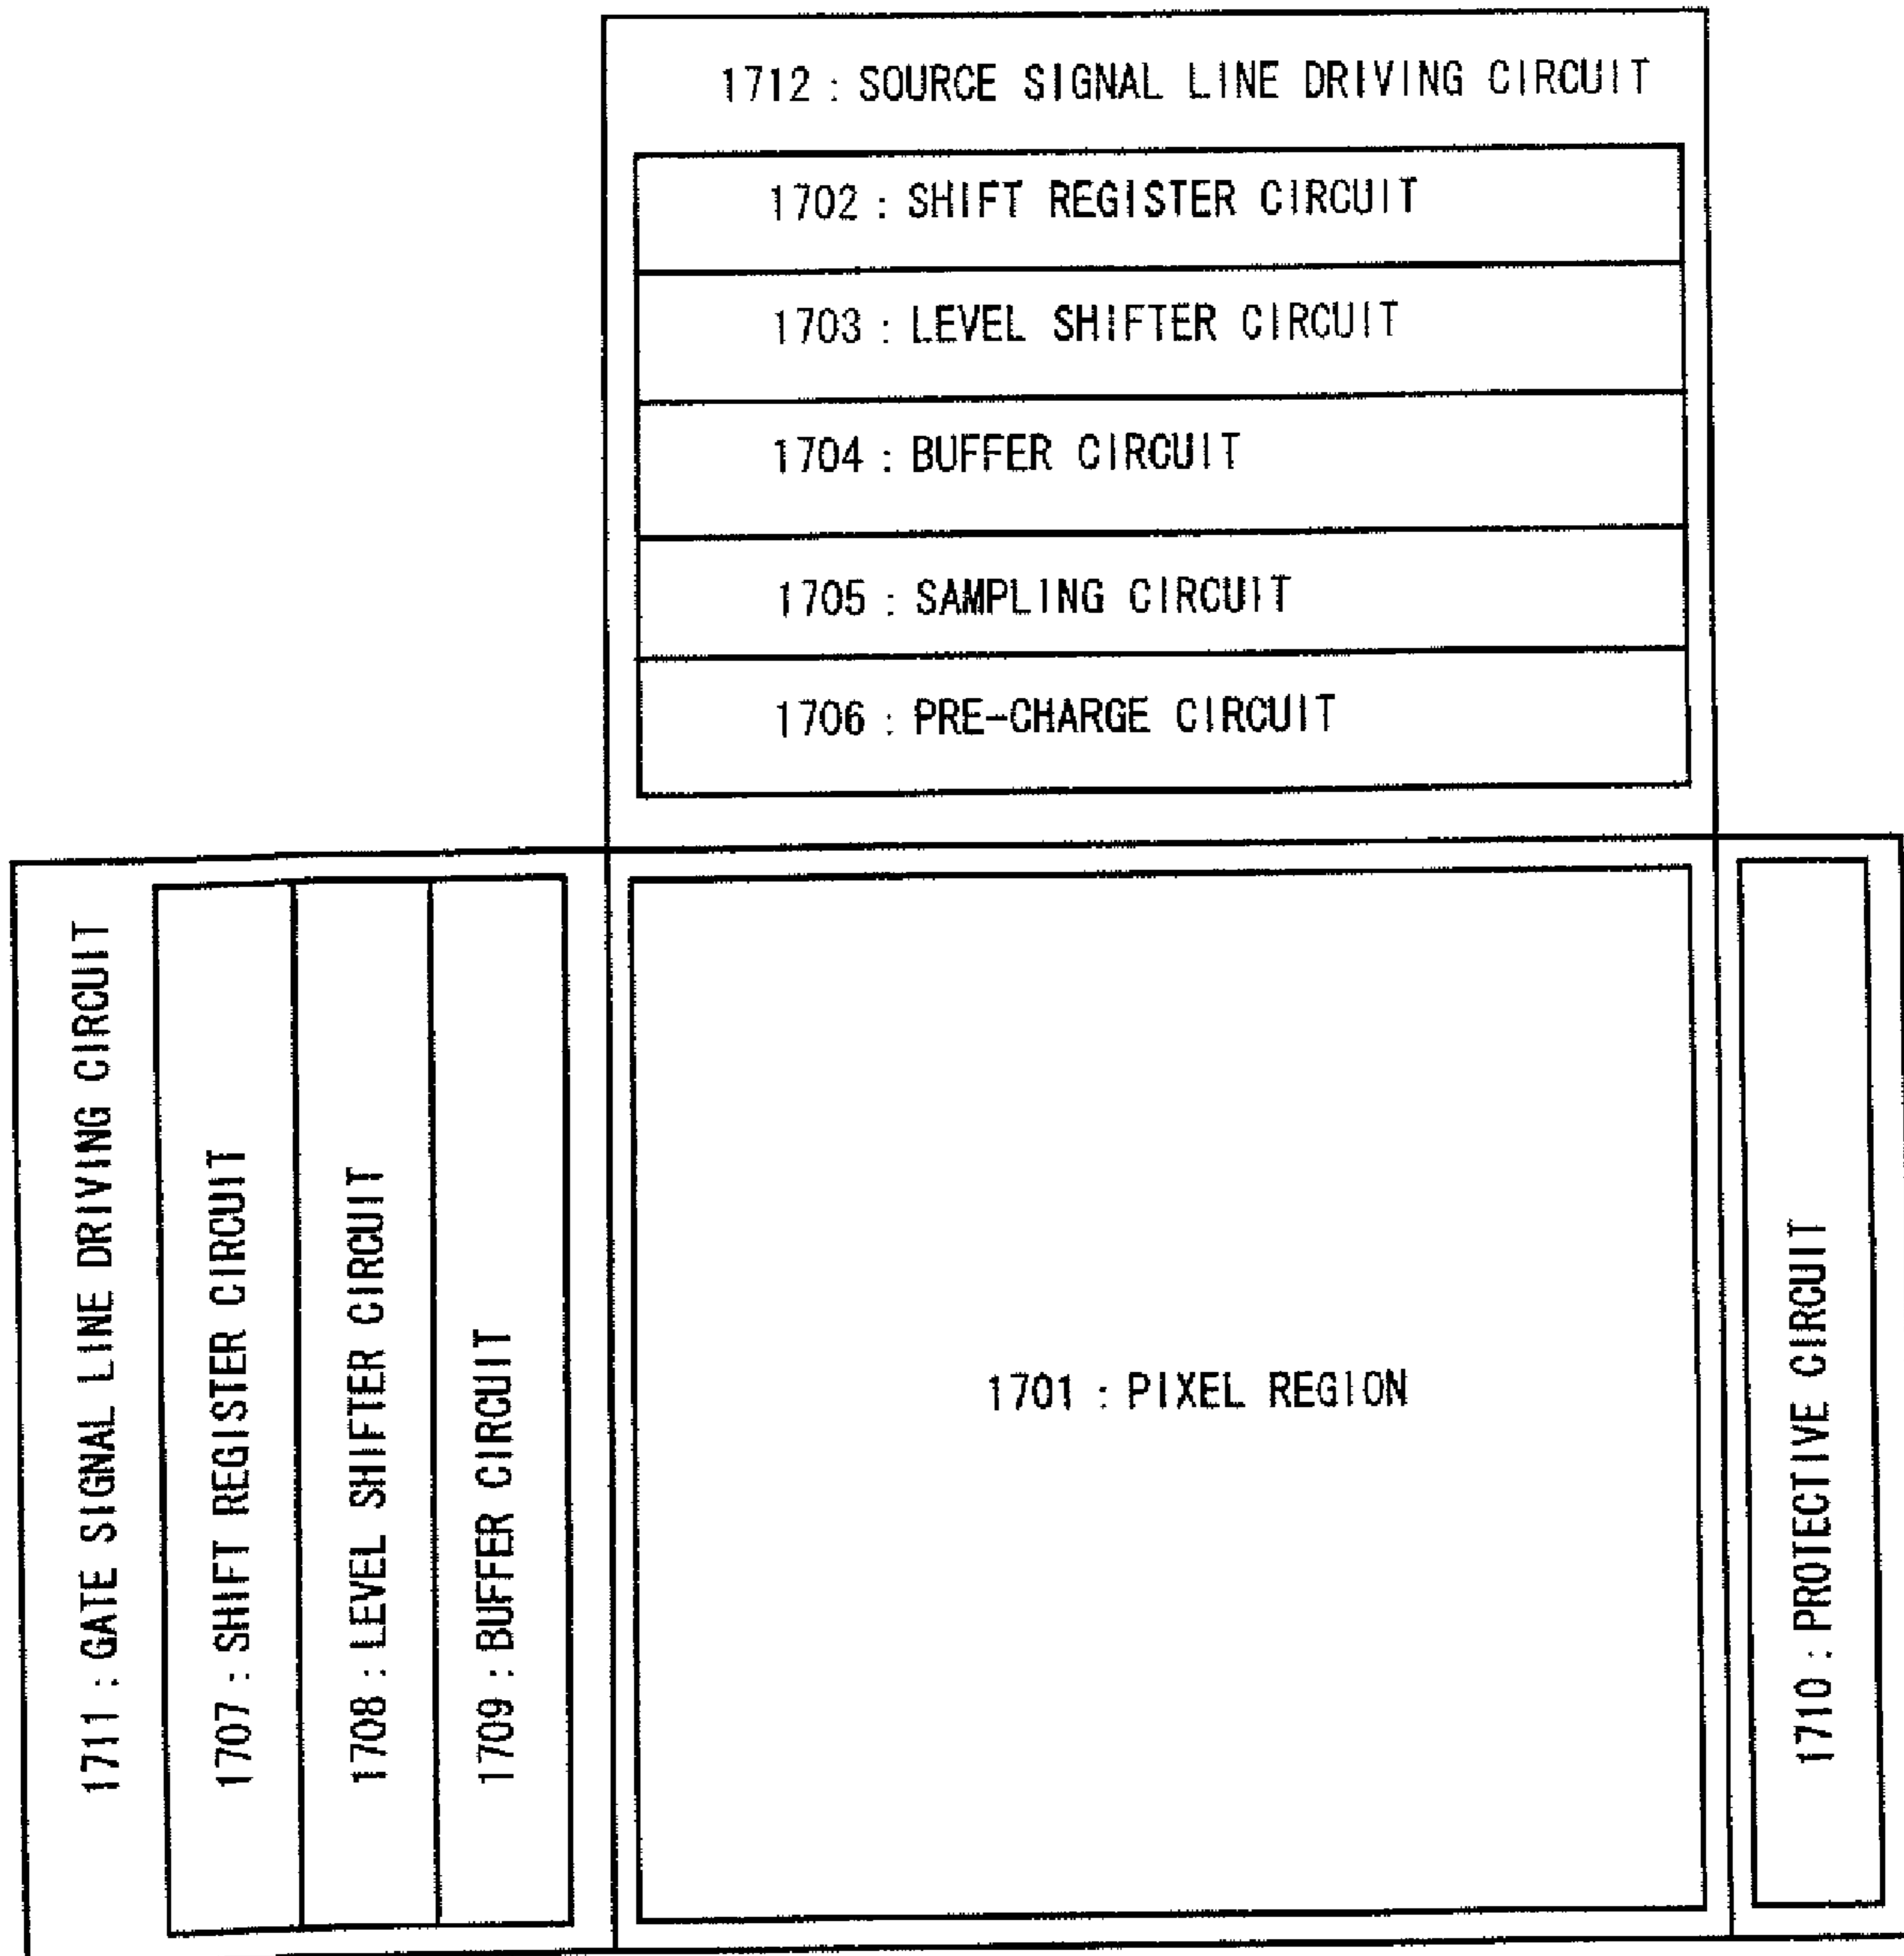 1712 : SOURCE SIGNAL LINE DRIVING CIRCUIT
1702 : SHIFT REGISTER CIRCUIT
1703 : LEVEL SHIFTER CIRCUIT
1704 : BUFFER CIRCUIT
1705 : SAMPLING CIRCUIT
1706 : PRE-CHARGE CIRCUIT
1711 : GATE SIGNAL LINE DRIVING CIRCUIT
1707 : SHIFT REGISTER CIRCUIT
1708 : LEVEL SHIFTER CIRCUIT
1709 : BUFFER CIRCUIT
1701 : PIXEL REGION
1710 : PROTECTIVE CIRCUIT